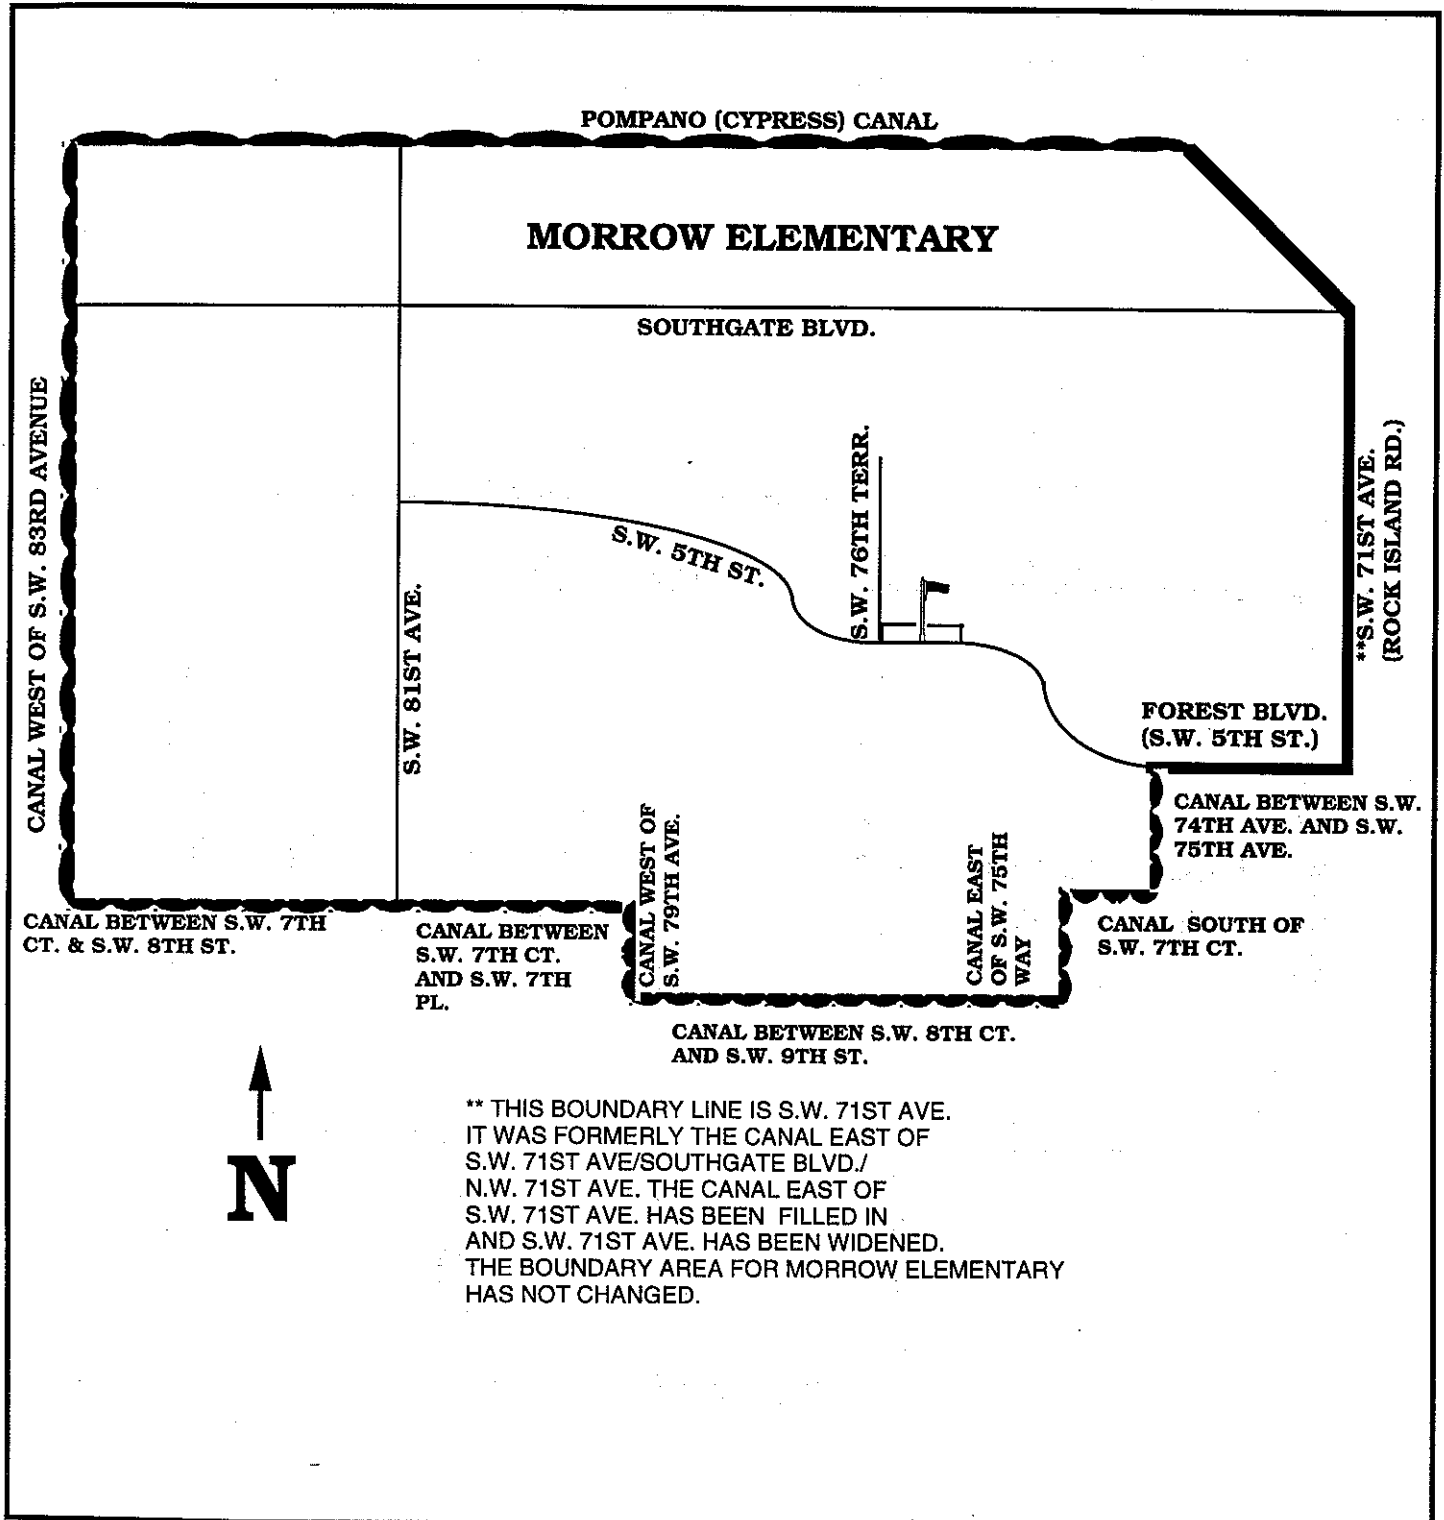 POMPANO (CYPRESS) CANAL
MORROW ELEMENTARY
SOUTHGATE BLVD.
CANAL WEST OF S.W. 83RD AVENUE
S.W. 81ST AVE.
S.W. 5TH ST.
S.W. 76TH TERR.
**S.W. 71ST AVE.
(ROCK ISLAND RD.)
FOREST BLVD.
(S.W. 5TH ST.)
CANAL BETWEEN S.W.
74TH AVE. AND S.W.
75TH AVE.
CANAL WEST OF
S.W. 79TH AVE.
CANAL EAST
OF S.W. 75TH
WAY
CANAL BETWEEN S.W. 7TH
CT. & S.W. 8TH ST.
CANAL BETWEEN
S.W. 7TH CT.
AND S.W. 7TH
PL.
CANAL SOUTH OF
S.W. 7TH CT.
CANAL BETWEEN S.W. 8TH CT.
AND S.W. 9TH ST.
N
** THIS BOUNDARY LINE IS S.W. 71ST AVE.
IT WAS FORMERLY THE CANAL EAST OF
S.W. 71ST AVE/SOUTHGATE BLVD./
N.W. 71ST AVE. THE CANAL EAST OF
S.W. 71ST AVE. HAS BEEN FILLED IN
AND S.W. 71ST AVE. HAS BEEN WIDENED.
THE BOUNDARY AREA FOR MORROW ELEMENTARY
HAS NOT CHANGED.